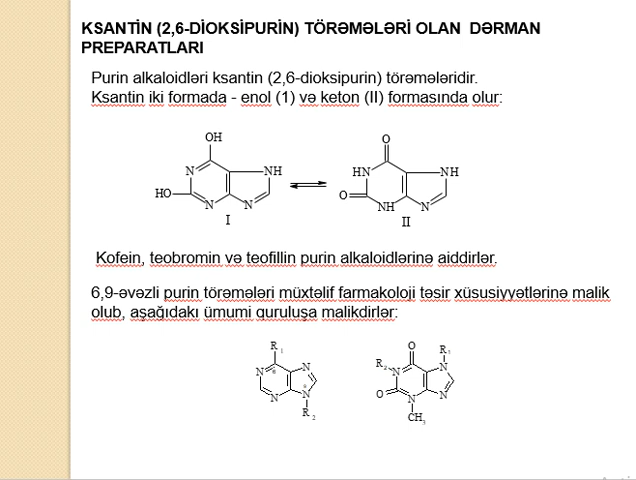 KSANTİN (2,6-DİOKSİPURİN) TÖRƏMƏLƏRİ OLAN DƏRMAN
PREPARATLARI
Purin alkaloidləri ksantin (2,6-dioksipurin) törəmələridir.
Ksantin iki formada - enol (1) və keton (II) formasında olur:
OH
N
NH
HO
N
N
I
O
HN
NH
O
NH
N
II
Kofein, teobromin və teofillin purin alkaloidlərinə aiddirlər.
6,9-əvəzli purin törəmələri müxtəlif farmakoloji təsir xüsusiyyətlərinə malik
olub, aşağıdakı ümumi quruluşa malikdirlər:
R1
N
6
N
N
9
N
R2
O
R1
R2
N
N
O
N
N
CH3